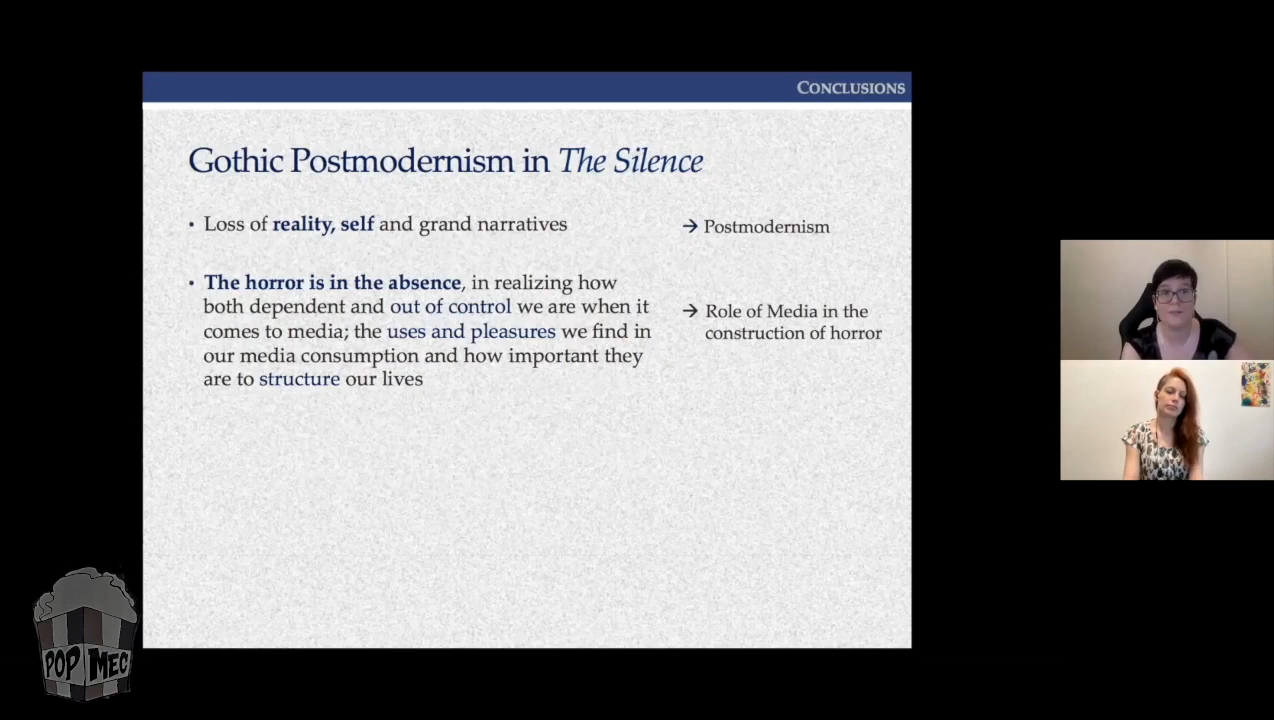 CONCLUSIONS
Gothic Postmodernism in The Silence
• Loss of reality, self and grand narratives
→ Postmodernism
• The horror is in the absence, in realizing how
both dependent and out of control we are when it
comes to media; the uses and pleasures we find in
our media consumption and how important they
are to structure our lives
→ Role of Media in the
construction of horror
POP MEC